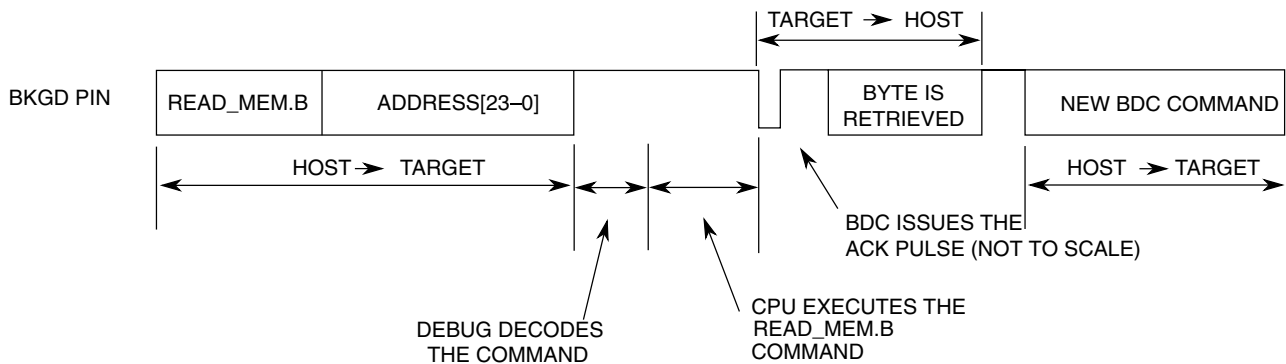 TARGET → HOST
BKGD PIN
READ_MEM.B
ADDRESS[23–0]
BYTE IS
RETRIEVED
NEW BDC COMMAND
HOST → TARGET
HOST → TARGET
BDC ISSUES THE
ACK PULSE (NOT TO SCALE)
DEBUG DECODES
THE COMMAND
CPU EXECUTES THE
READ_MEM.B
COMMAND